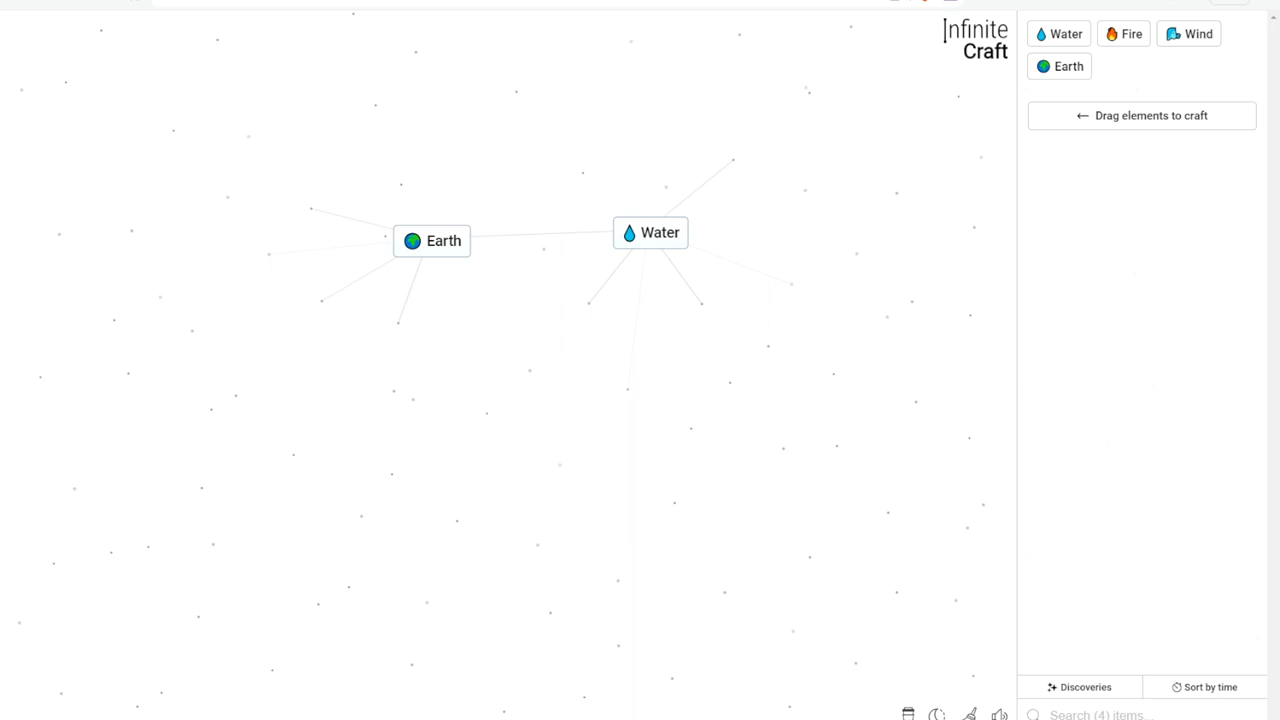 Infinite
Craft
Water
Fire
Wind
Earth
← Drag elements to craft
Earth
Water
Discoveries
Sort by time
Search (4) items...